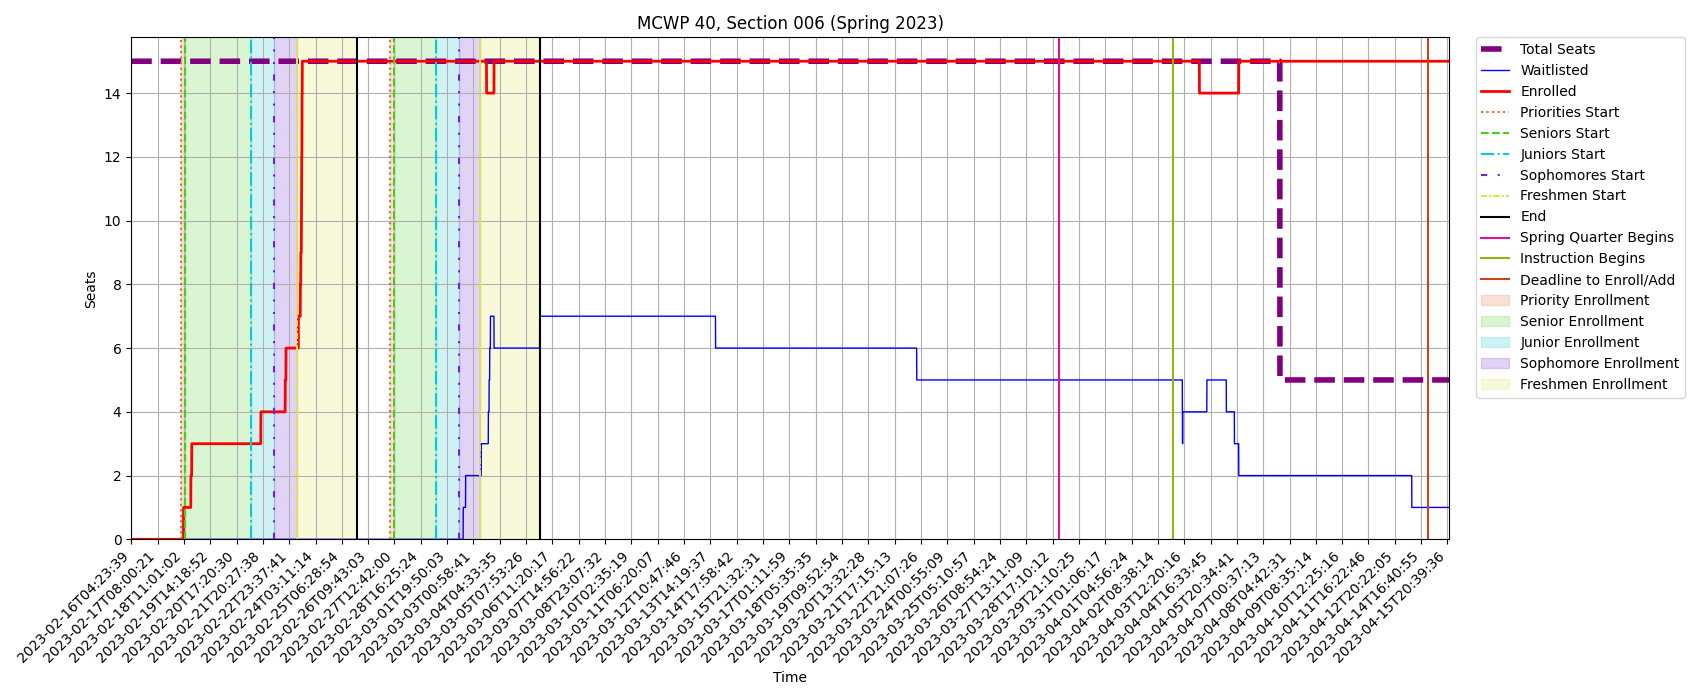 MCWP 40, Section 006 (Spring 2023)
Seats
14
12
10
8
6
4
2
0
2023-02-16T04:23:39
2023-02-17T08:00:21
2023-02-18T11:01:02
2023-02-19T14:18:52
2023-02-20T17:20:30
2023-02-21T20:27:38
2023-02-22T23:37:41
2023-02-24T03:11:14
2023-02-25T06:28:54
2023-02-26T09:43:03
2023-02-27T12:42:00
2023-02-28T16:25:24
2023-03-01T19:50:03
2023-03-03T00:58:41
2023-03-04T04:33:35
2023-03-05T07:53:26
2023-03-06T11:20:17
2023-03-07T14:56:22
2023-03-08T23:07:32
2023-03-10T02:35:19
2023-03-11T06:20:07
2023-03-12T10:47:46
2023-03-13T14:19:37
2023-03-14T17:58:42
2023-03-15T21:32:31
2023-03-17T01:11:59
2023-03-18T05:35:35
2023-03-19T09:52:54
2023-03-20T13:32:28
2023-03-21T17:15:13
2023-03-22T21:07:26
2023-03-24T00:55:09
2023-03-25T05:10:57
2023-03-26T08:54:24
2023-03-27T13:11:09
2023-03-28T17:10:12
2023-03-29T21:10:25
2023-03-31T01:06:17
2023-04-01T04:56:24
2023-04-02T08:38:14
2023-04-03T12:20:16
2023-04-04T16:33:45
2023-04-05T20:34:41
2023-04-07T00:37:13
2023-04-08T04:42:31
2023-04-09T08:35:14
2023-04-10T12:25:16
2023-04-11T16:22:46
2023-04-12T20:22:05
2023-04-14T16:40:55
2023-04-15T20:39:36
Time
Total Seats
Waitlisted
Enrolled
Priorities Start
Seniors Start
Juniors Start
Sophomores Start
Freshmen Start
End
Spring Quarter Begins
Instruction Begins
Deadline to Enroll/Add
Priority Enrollment
Senior Enrollment
Junior Enrollment
Sophomore Enrollment
Freshmen Enrollment